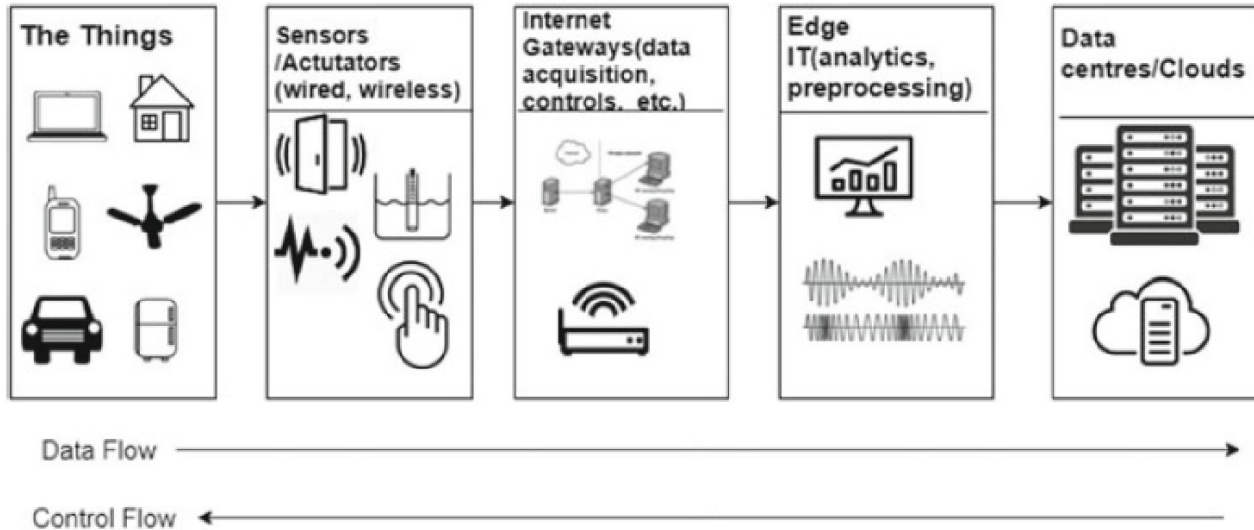 The Things
Sensors
/Actutators
(wired, wireless)
Internet
Gateways(data
acquisition,
controls, etc.)
Edge
IT(analytics,
preprocessing)
Data
centres/Clouds
Data Flow
Control Flow